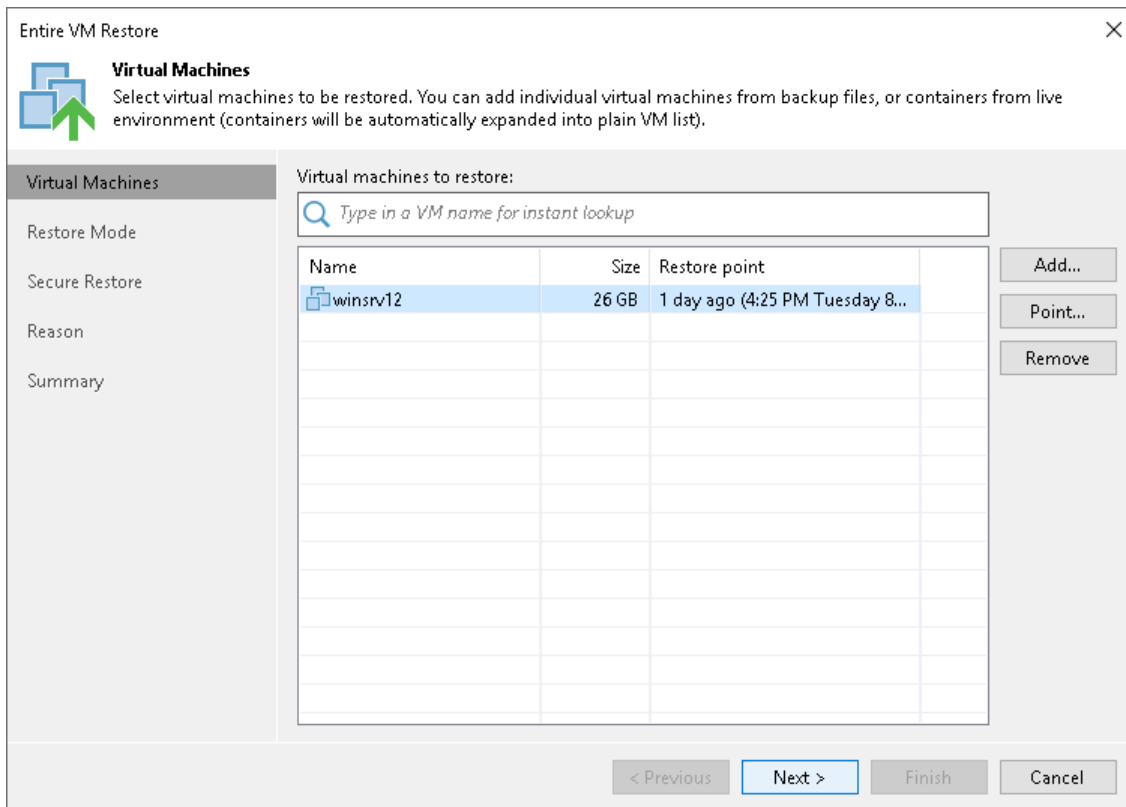 Entire VM Restore
Virtual Machines
Select virtual machines to be restored. You can add individual virtual machines from backup files, or containers from live
environment (containers will be automatically expanded into plain VM list).
Virtual Machines
Restore Mode
Secure Restore
Reason
Summary
Virtual machines to restore:
Type in a VM name for instant lookup
Name Size Restore point
winsrv12 26 GB 1 day ago (4:25 PM Tuesday 8...
Add...
Point...
Remove
< Previous Next > Finish Cancel